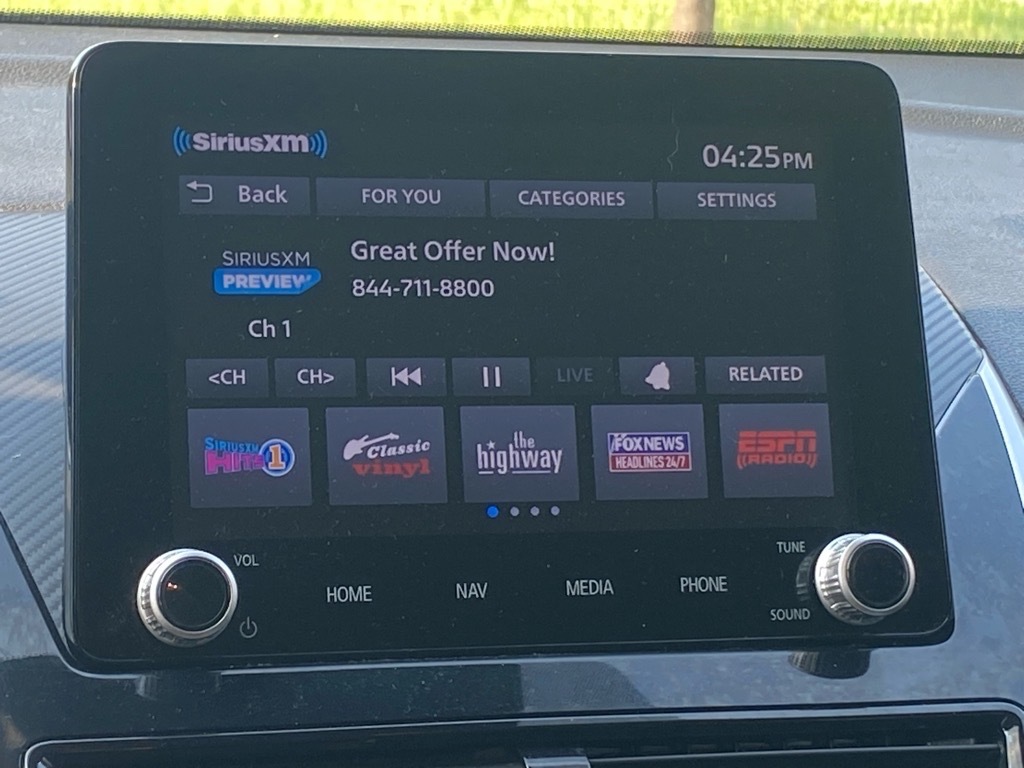 SiriusXM
04:25PM
Back
FOR YOU
CATEGORIES
SETTINGS
SIRIUSXM
PREVIEW
Great Offer Now!
844-711-8800
Ch 1
<CH
CH>
LIVE
RELATED
SIRIUSXM
Hits 1
Classic
vinyl
the
highway
FOX NEWS
HEADLINES 24/7
ESPN
RADIO
VOL
HOME
NAV
MEDIA
PHONE
TUNE
SOUND